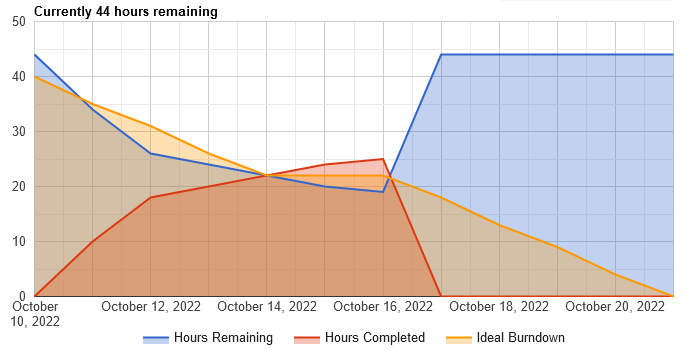 Currently 44 hours remaining
50
40
30
20
10
0
October 10, 2022
October 12, 2022
October 14, 2022
October 16, 2022
October 18, 2022
October 20, 2022
Hours Remaining
Hours Completed
Ideal Burndown